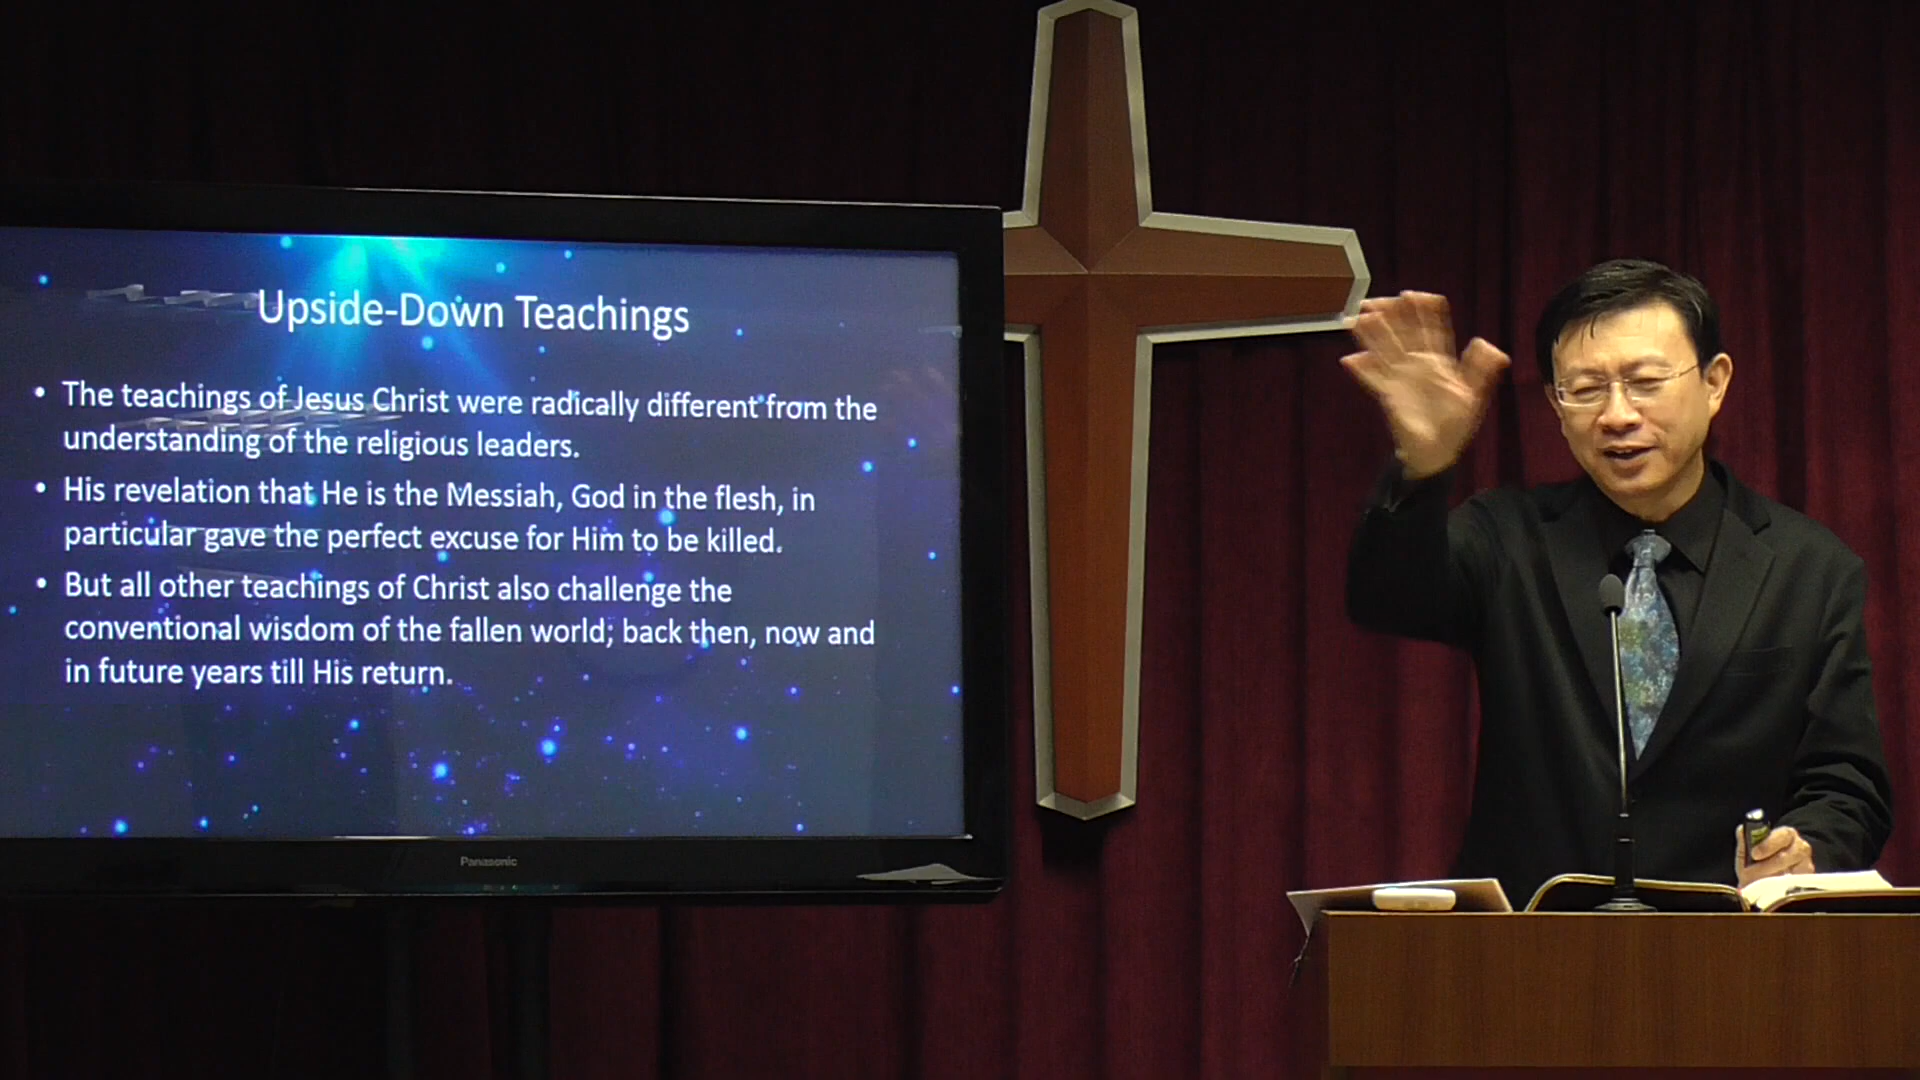 Upside-Down Teachings
• The teachings of Jesus Christ were radically different from the
understanding of the religious leaders.
• His revelation that He is the Messiah, God in the flesh, in
particular gave the perfect excuse for Him to be killed.
• But all other teachings of Christ also challenge the
conventional wisdom of the fallen world; back then, now and
in future years till His return.
Panasonic